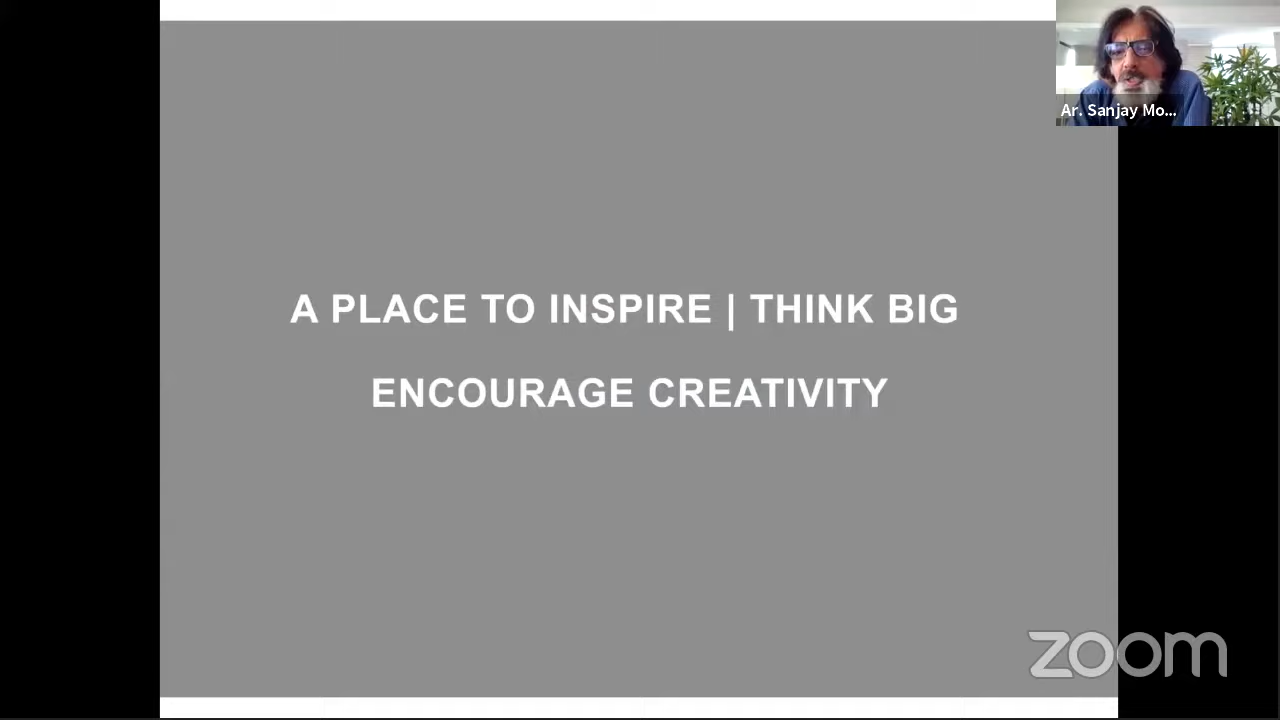 Ar. Sanjay Mo...
A PLACE TO INSPIRE | THINK BIG
ENCOURAGE CREATIVITY
zoom